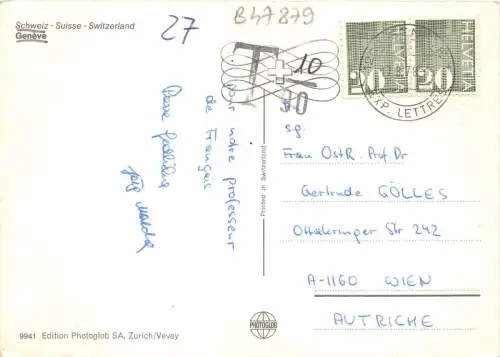 Schweiz - Suisse - Switzerland
Genève
27
B47879
T 10
30
HELVETIA 20
HELVETIA 20
EXP. LETTRE
pour notre professeur
de français
Printed in Switzerland
Frau OstR. Prof. Dr
Gertrude GÖLLES
Ottakringer Str 242
A-1160 WIEN
AUTRICHE
9941 Edition Photoglob SA, Zurich/Vevey
PHOTOGLOB